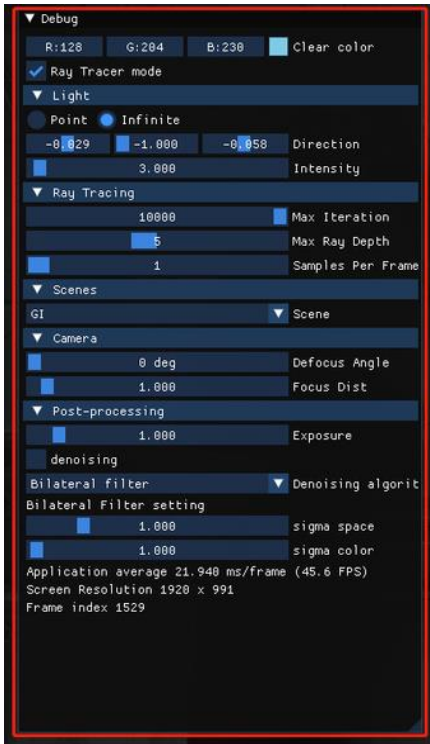 Debug
R:128 G:204 B:230 Clear color
Ray Tracer mode
Light
Point Infinite
-0.029 -1.000 -0.058 Direction
3.000 Intensity
Ray Tracing
10000 Max Iteration
5 Max Ray Depth
1 Samples Per Frame
Scenes
GI Scene
Camera
0 deg Defocus Angle
1.000 Focus Dist
Post-processing
1.000 Exposure
denoising
Bilateral filter Denoising algorit
Bilateral Filter setting
1.000 sigma space
1.000 sigma color
Application average 21.940 ms/frame (45.6 FPS)
Screen Resolution 1920 x 991
Frame index 1529